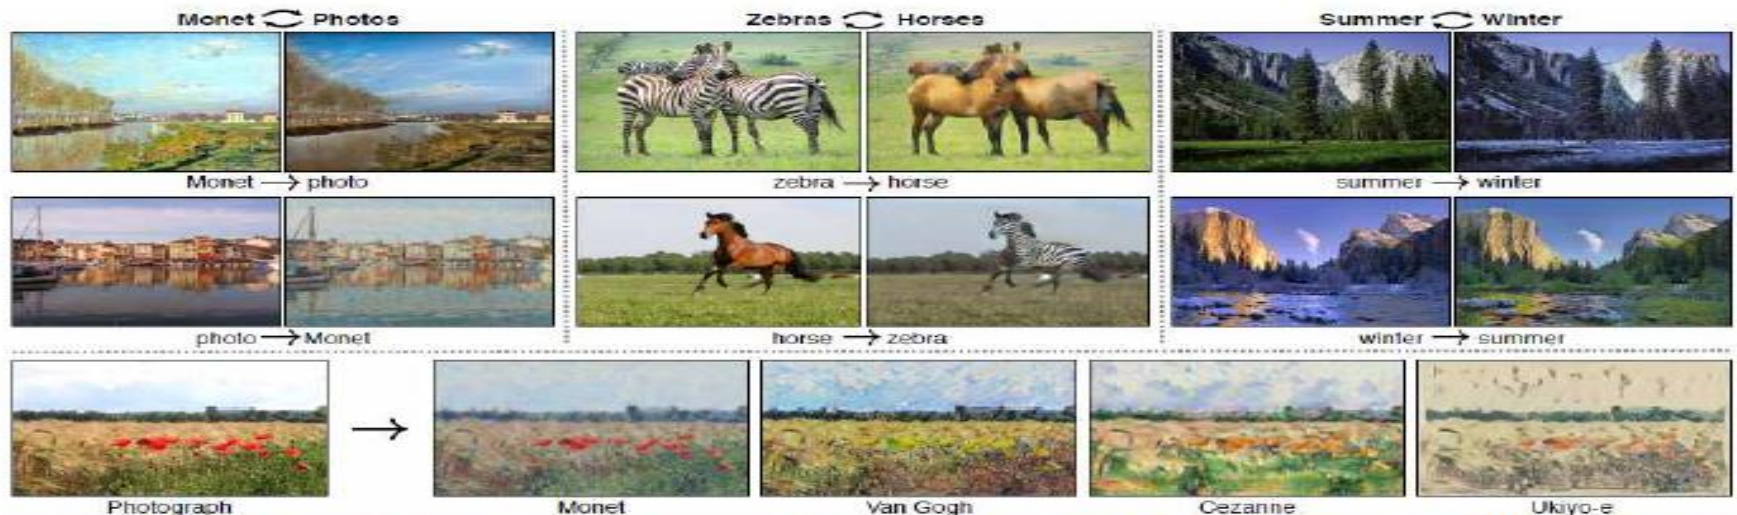 Monet Photos
Zebras Horses
Summer Winter
Monet → photo
zebra → horse
summer → winter
photo → Monet
horse → zebra
winter → summer
Photograph
Monet
Van Gogh
Cezanne
Ukiyo-e